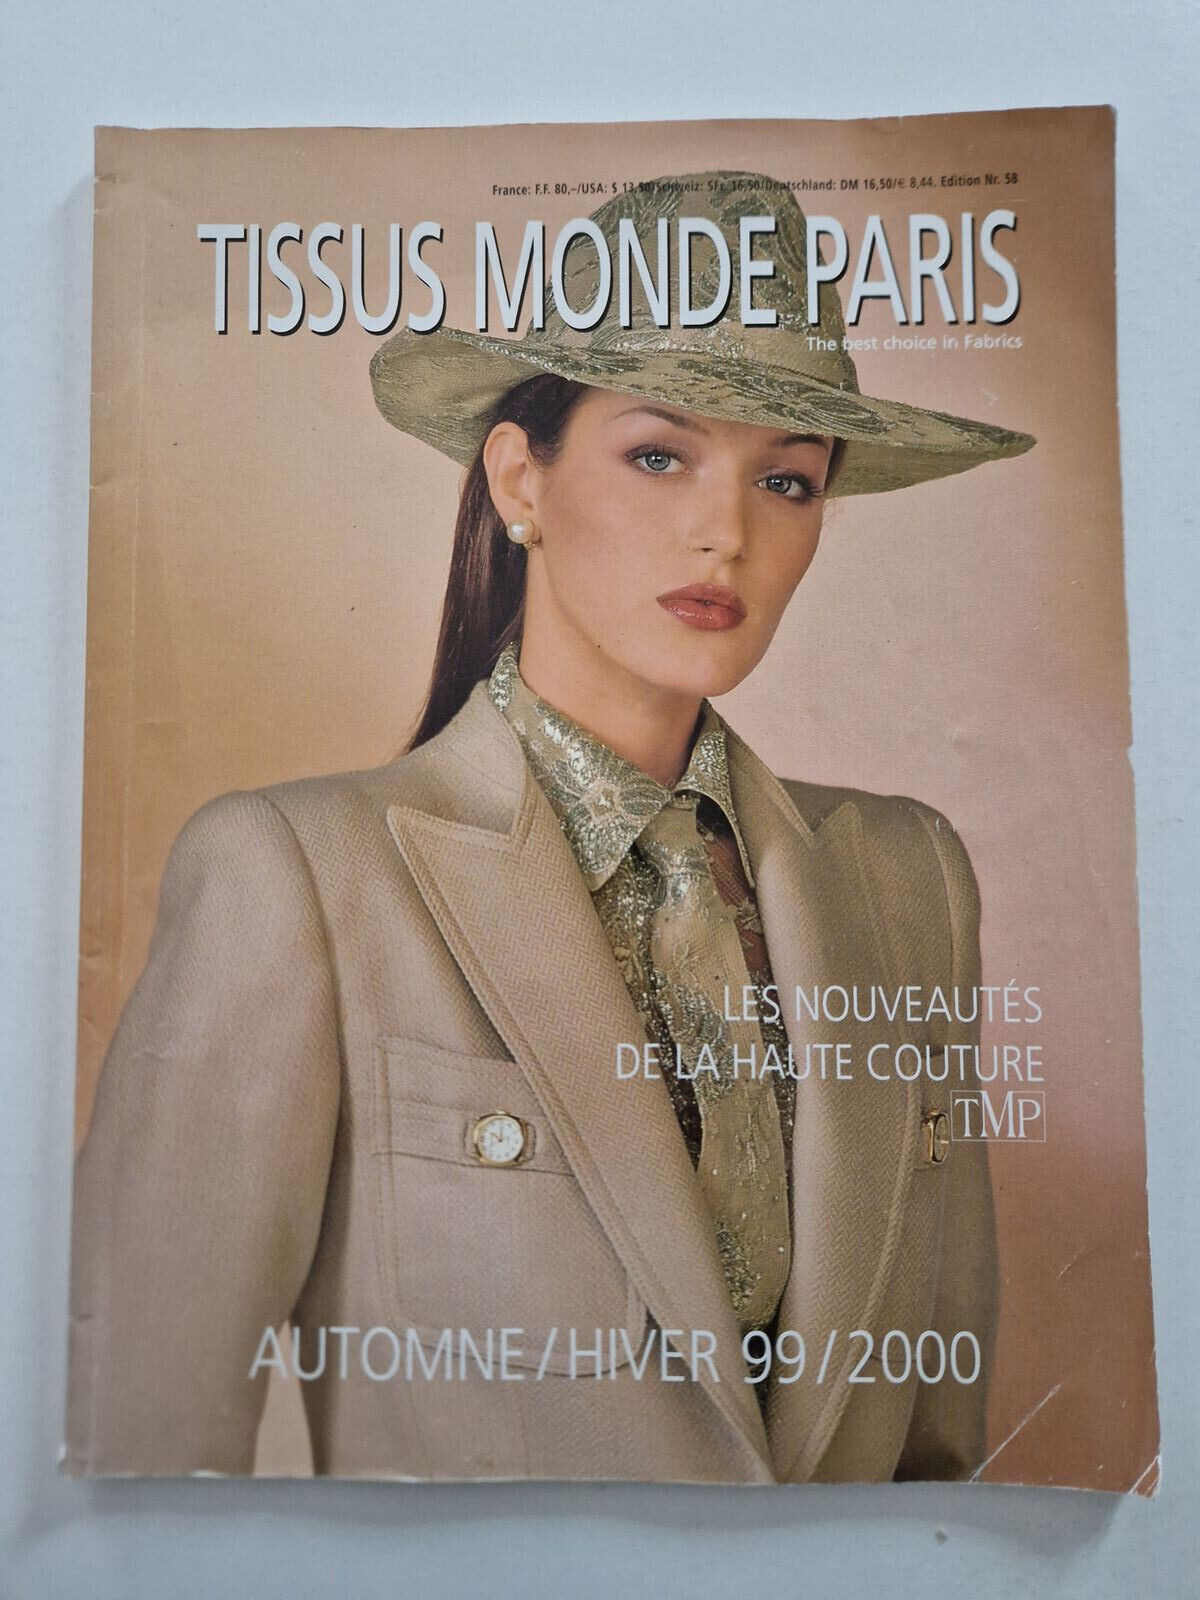 France: F.F. 80,–/USA: $ 13,50/Schweiz: SFr. 16,50/Deutschland: DM 16,50/€ 8,44. Edition Nr. 58
TISSUS MONDE PARIS
The best choice in Fabrics
LES NOUVEAUTÉS
DE LA HAUTE COUTURE
TMP
AUTOMNE / HIVER 99 / 2000